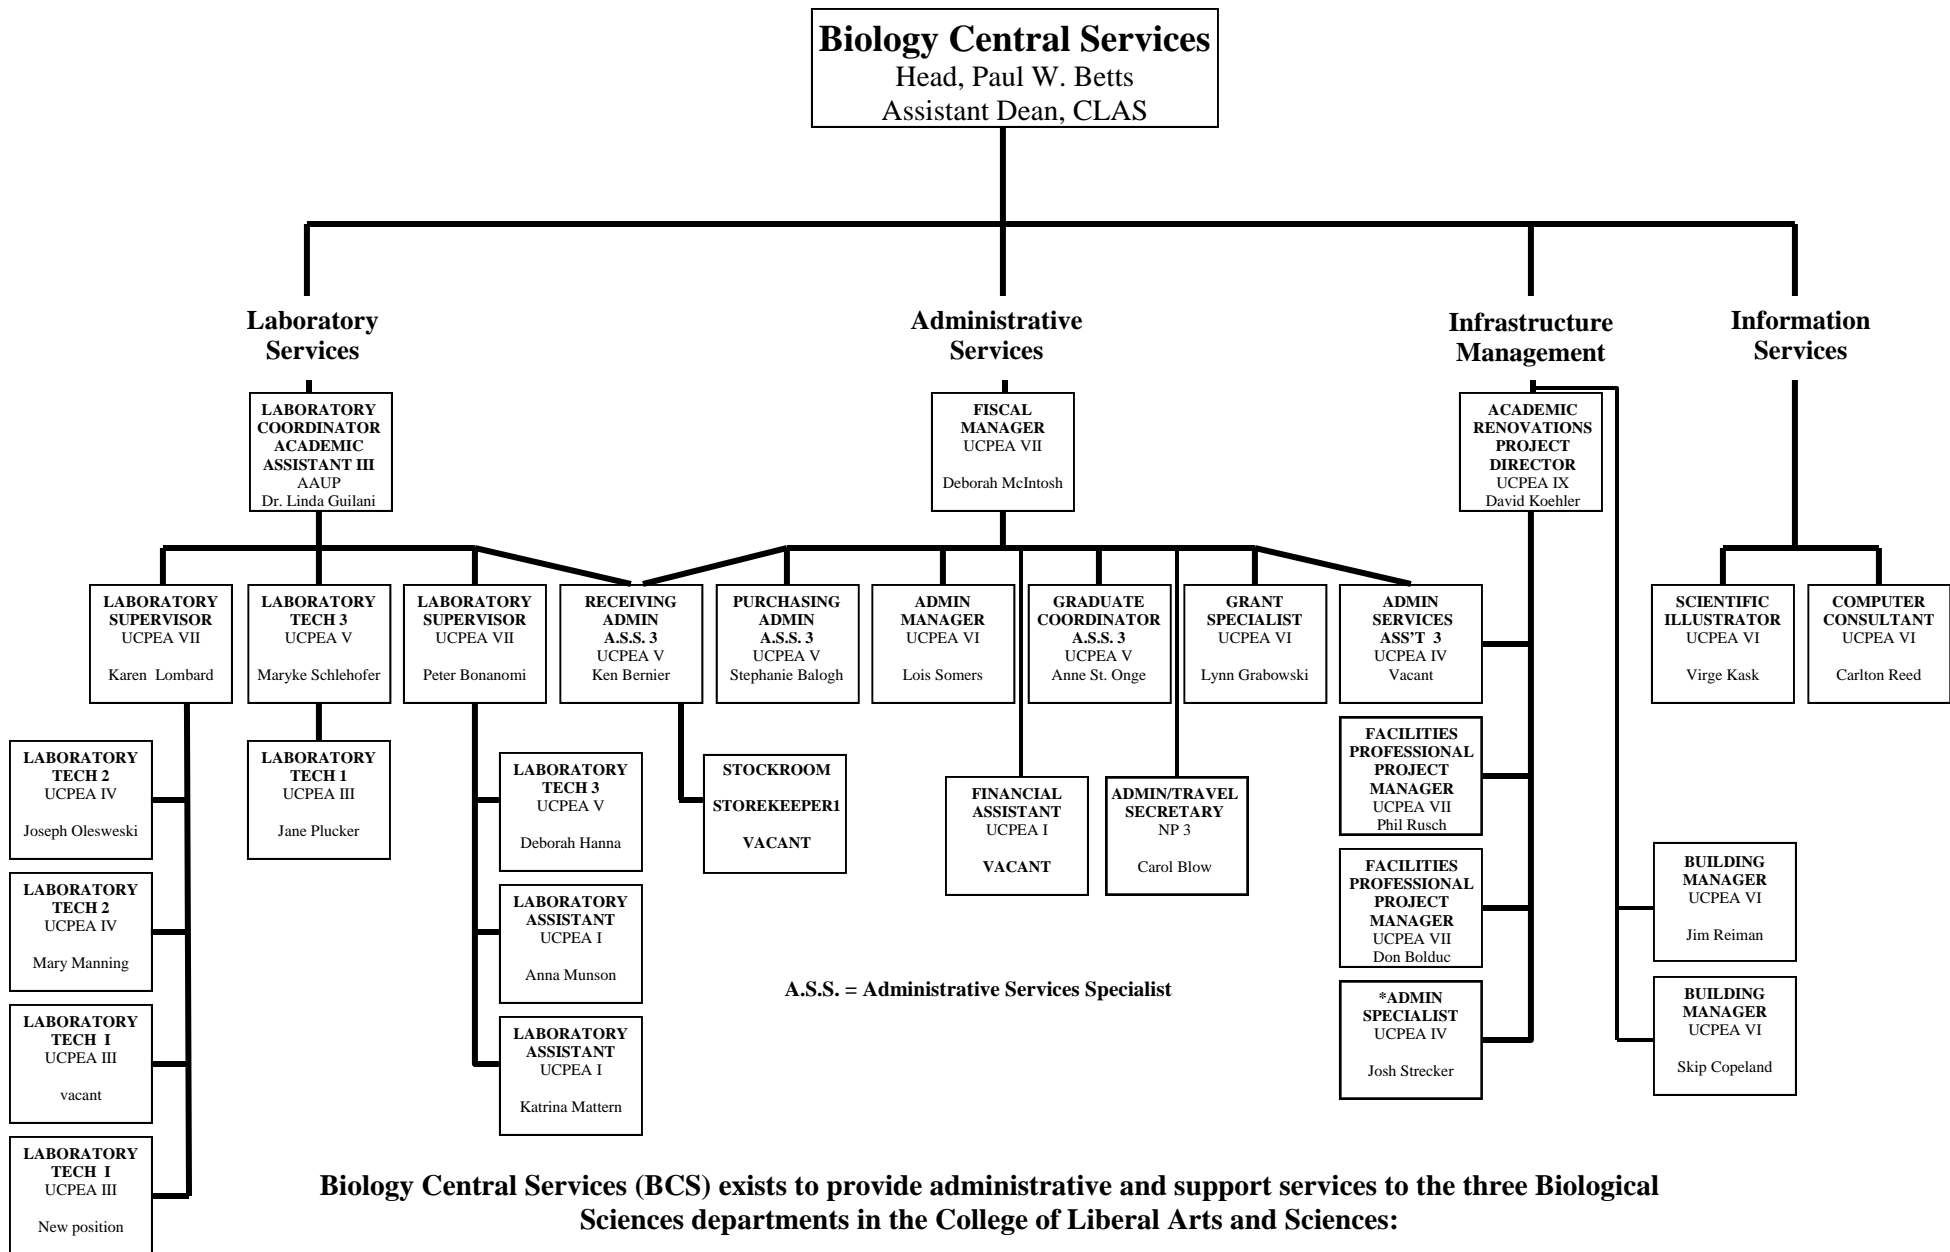 Biology Central Services
Head, Paul W. Betts
Assistant Dean, CLAS
Laboratory
Services
Administrative
Services
Infrastructure
Management
Information
Services
LABORATORY
COORDINATOR
ACADEMIC
ASSISTANT III
AAUP
Dr. Linda Guilani
FISCAL
MANAGER
UCPEA VII
Deborah McIntosh
ACADEMIC
RENOVATIONS
PROJECT
DIRECTOR
UCPEA IX
David Koehler
LABORATORY
SUPERVISOR
UCPEA VII
Karen Lombard
LABORATORY
TECH 3
UCPEA V
Maryke Schlehofer
LABORATORY
SUPERVISOR
UCPEA VII
Peter Bonanomi
RECEIVING
ADMIN
A.S.S. 3
UCPEA V
Ken Bernier
PURCHASING
ADMIN
A.S.S. 3
UCPEA V
Stephanie Balogh
ADMIN
MANAGER
UCPEA VI
Lois Somers
GRADUATE
COORDINATOR
A.S.S. 3
UCPEA V
Anne St. Onge
GRANT
SPECIALIST
UCPEA VI
Lynn Grabowski
ADMIN
SERVICES
ASS'T 3
UCPEA IV
Vacant
SCIENTIFIC
ILLUSTRATOR
UCPEA VI
Virge Kask
COMPUTER
CONSULTANT
UCPEA VI
Carlton Reed
LABORATORY
TECH 2
UCPEA IV
Joseph Olesweski
LABORATORY
TECH 1
UCPEA III
Jane Plucker
LABORATORY
TECH 3
UCPEA V
Deborah Hanna
STOCKROOM
STOREKEEPER1
VACANT
FINANCIAL
ASSISTANT
UCPEA I
VACANT
ADMIN/TRAVEL
SECRETARY
NP 3
Carol Blow
FACILITIES
PROFESSIONAL
PROJECT
MANAGER
UCPEA VII
Phil Rusch
LABORATORY
TECH 2
UCPEA IV
Mary Manning
LABORATORY
ASSISTANT
UCPEA I
Anna Munson
FACILITIES
PROFESSIONAL
PROJECT
MANAGER
UCPEA VII
Don Bolduc
BUILDING
MANAGER
UCPEA VI
Jim Reiman
A.S.S. = Administrative Services Specialist
LABORATORY
TECH I
UCPEA III
vacant
LABORATORY
ASSISTANT
UCPEA I
Katrina Mattern
*ADMIN
SPECIALIST
UCPEA IV
Josh Strecker
BUILDING
MANAGER
UCPEA VI
Skip Copeland
LABORATORY
TECH I
UCPEA III
New position
Biology Central Services (BCS) exists to provide administrative and support services to the three Biological
Sciences departments in the College of Liberal Arts and Sciences: